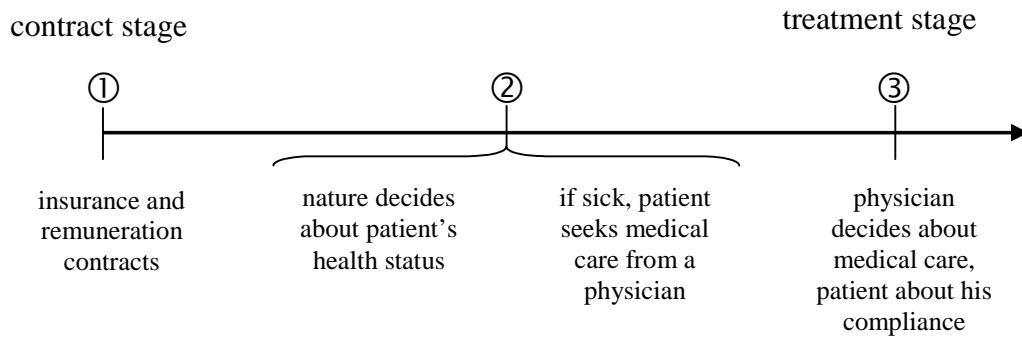 contract stage
treatment stage
①
②
③
insurance and
remuneration
contracts
nature decides
about patient’s
health status
if sick, patient
seeks medical
care from a
physician
physician
decides about
medical care,
patient about his
compliance